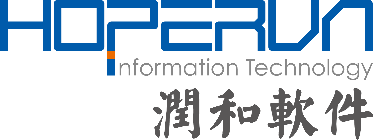 HOPERUN
Information Technology
潤和軟件